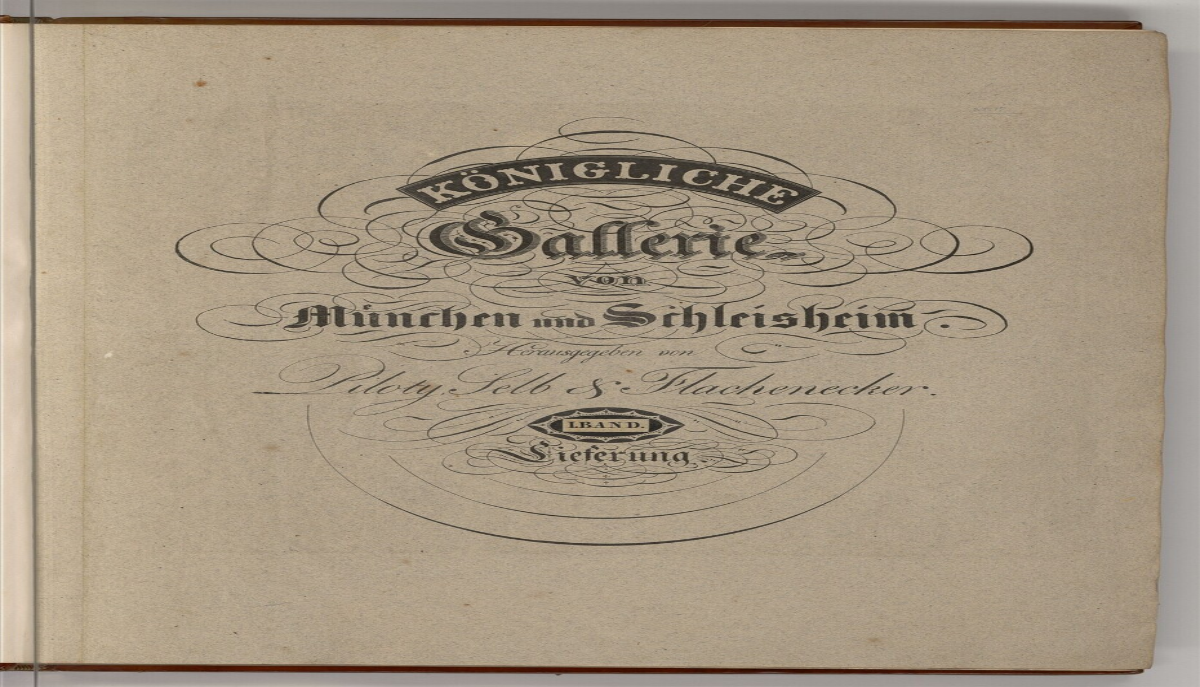 KÖNIGLICHE
Gallerie
von
München und Schleisheim.
Herausgegeben von
Piloty, Selb & Flachenecker.
I. BAND.
Lieferung